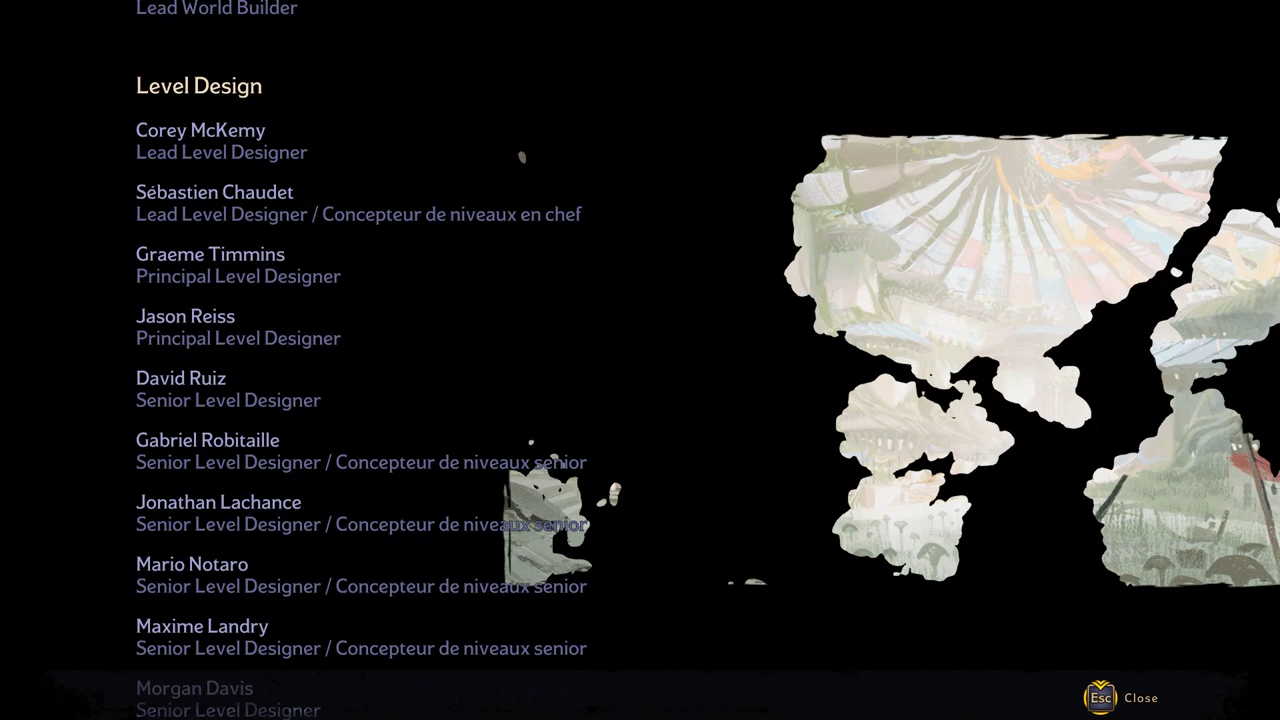 Lead World Builder
Level Design
Corey McKemy
Lead Level Designer
Sébastien Chaudet
Lead Level Designer / Concepteur de niveaux en chef
Graeme Timmins
Principal Level Designer
Jason Reiss
Principal Level Designer
David Ruiz
Senior Level Designer
Gabriel Robitaille
Senior Level Designer / Concepteur de niveaux senior
Jonathan Lachance
Senior Level Designer / Concepteur de niveaux senior
Mario Notaro
Senior Level Designer / Concepteur de niveaux senior
Maxime Landry
Senior Level Designer / Concepteur de niveaux senior
Morgan Davis
Senior Level Designer
Esc Close